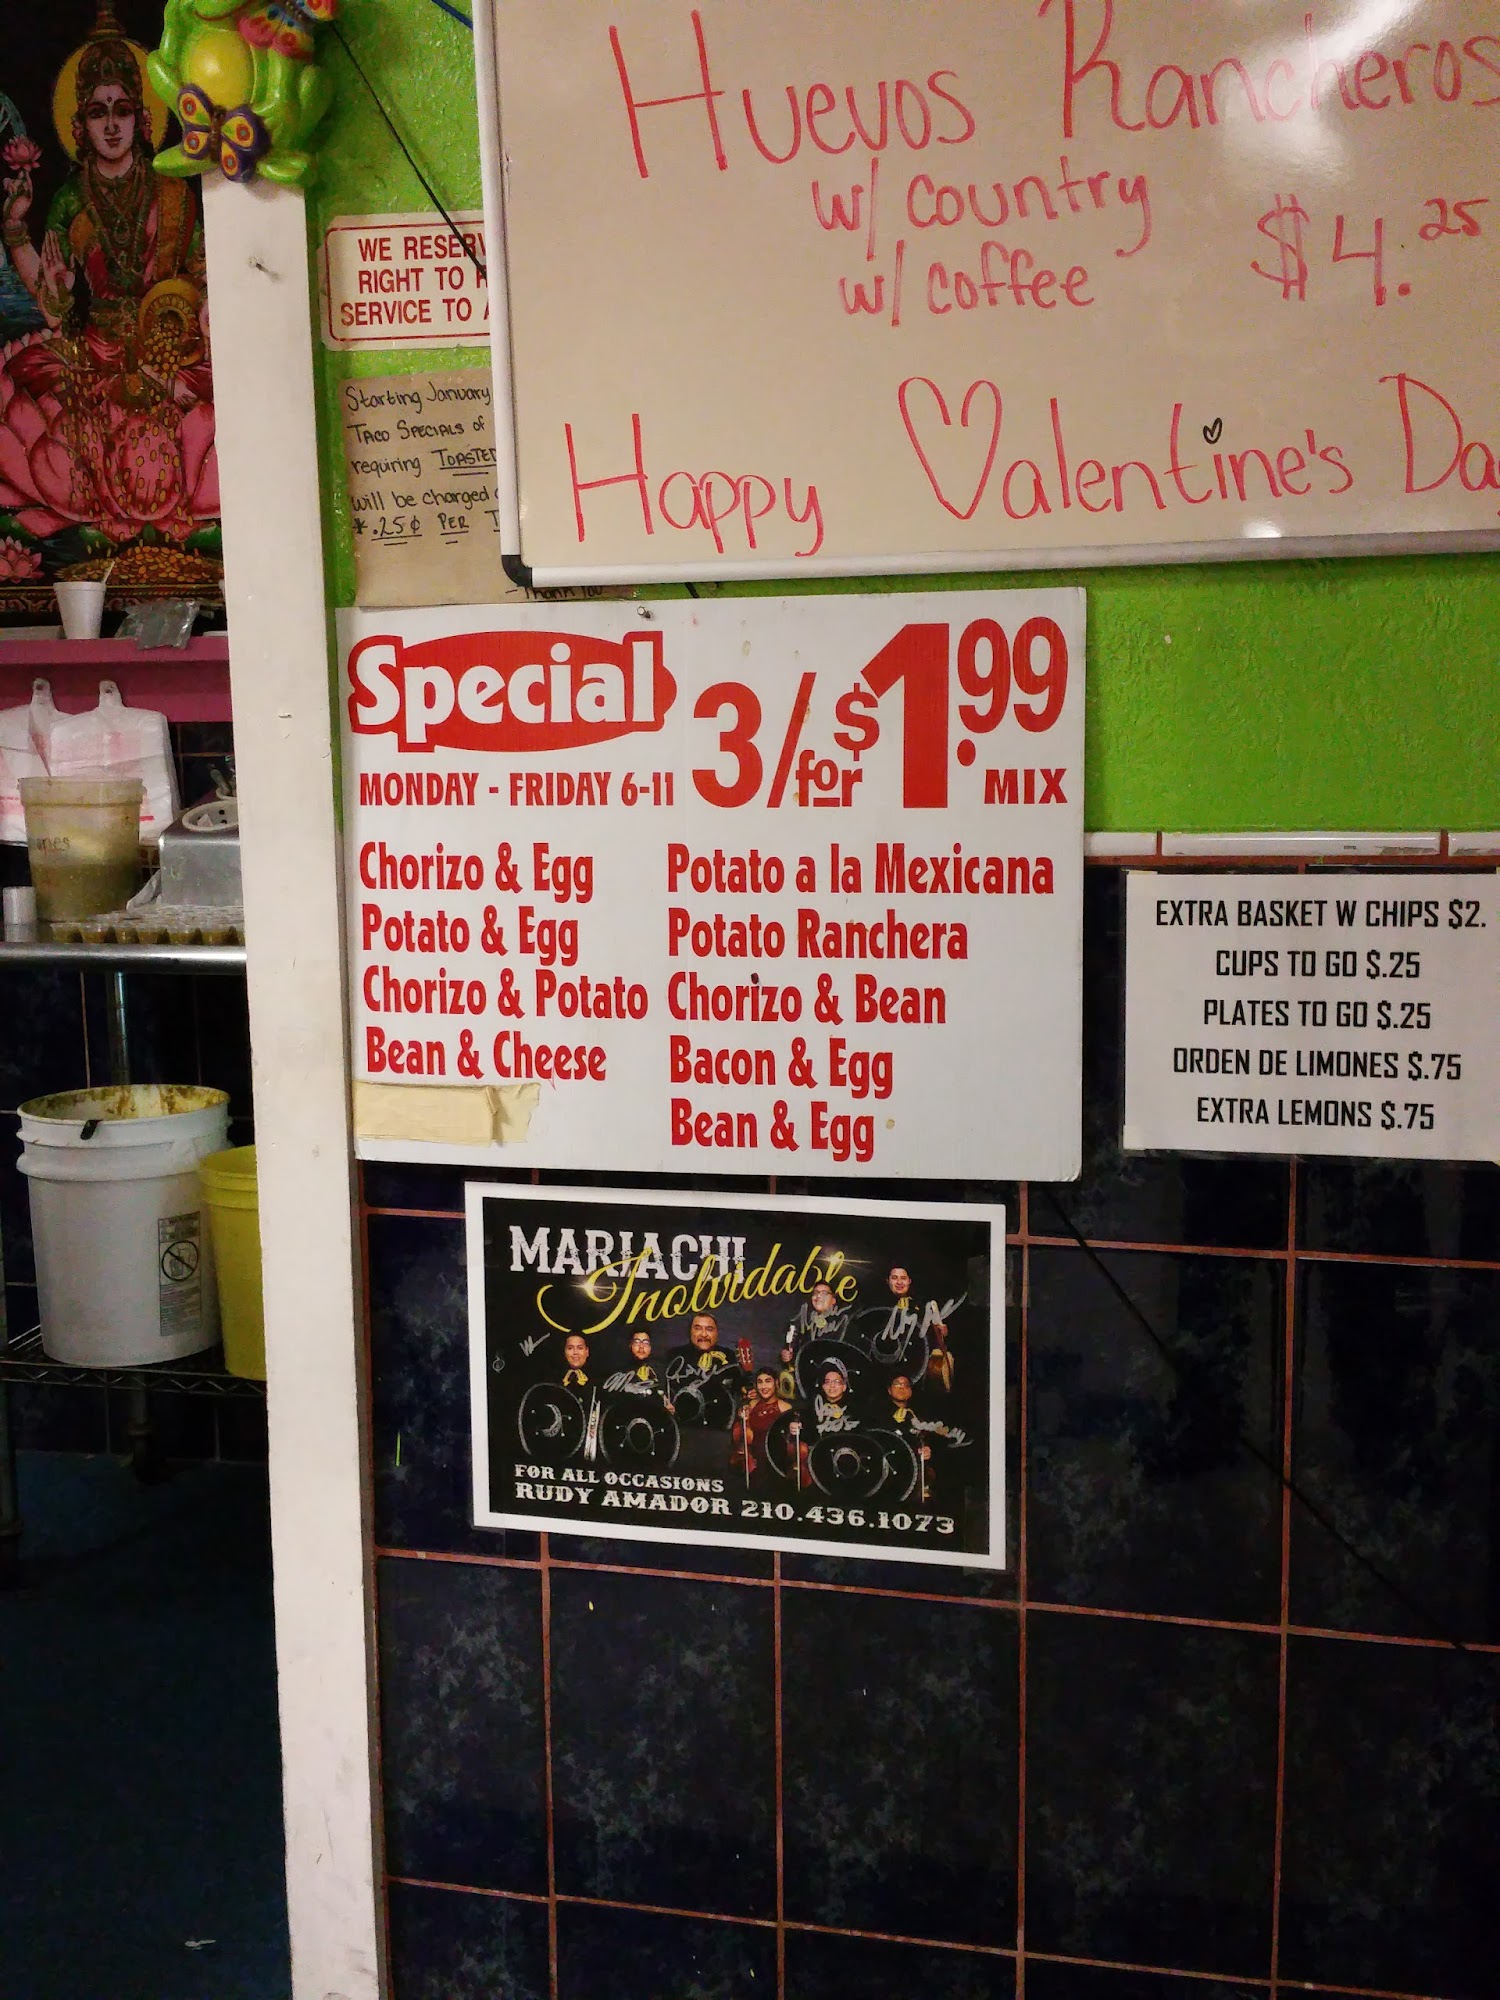 Huevos Rancheros
w/ country
w/ coffee
$4.25
Happy Valentine's Da
WE RESERV
RIGHT TO
SERVICE TO
Starting January
TACO SPECIALS of
requiring TOASTED
will be charged
* .25¢ PER
- Thank You
Special
3/for $1.99
MIX
MONDAY - FRIDAY 6-11
Chorizo & Egg
Potato & Egg
Chorizo & Potato
Bean & Cheese
Potato a la Mexicana
Potato Ranchera
Chorizo & Bean
Bacon & Egg
Bean & Egg
EXTRA BASKET W CHIPS $2.
CUPS TO GO $.25
PLATES TO GO $.25
ORDEN DE LIMONES $.75
EXTRA LEMONS $.75
MARIACHI
Inolvidable
FOR ALL OCCASIONS
RUDY AMADOR 210.436.1073